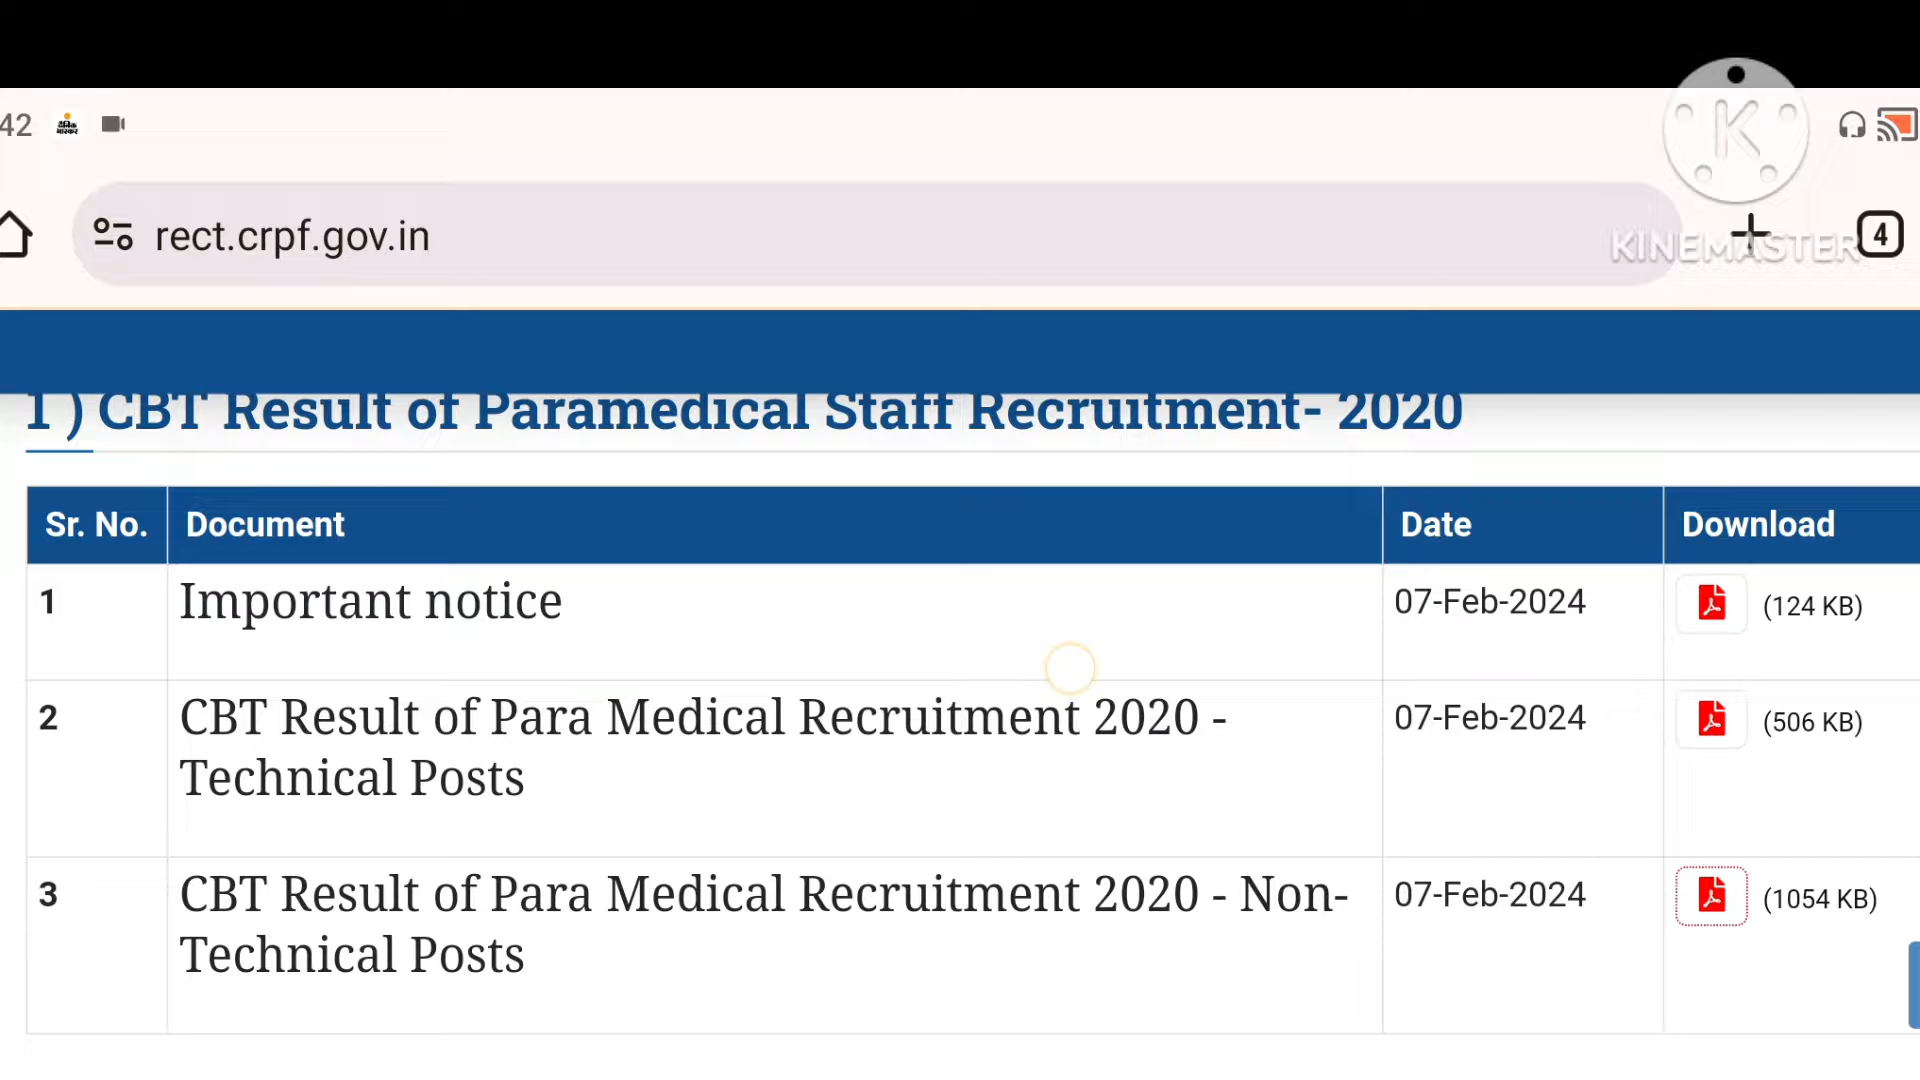 42 दैनिक भास्कर
K
rect.crpf.gov.in
KINEMASTER
4
1 ) CBT Result of Paramedical Staff Recruitment- 2020
Sr. No. Document Date Download
1 Important notice 07-Feb-2024 (124 KB)
2 CBT Result of Para Medical Recruitment 2020 - 07-Feb-2024 (506 KB)
Technical Posts
3 CBT Result of Para Medical Recruitment 2020 - Non- 07-Feb-2024 (1054 KB)
Technical Posts